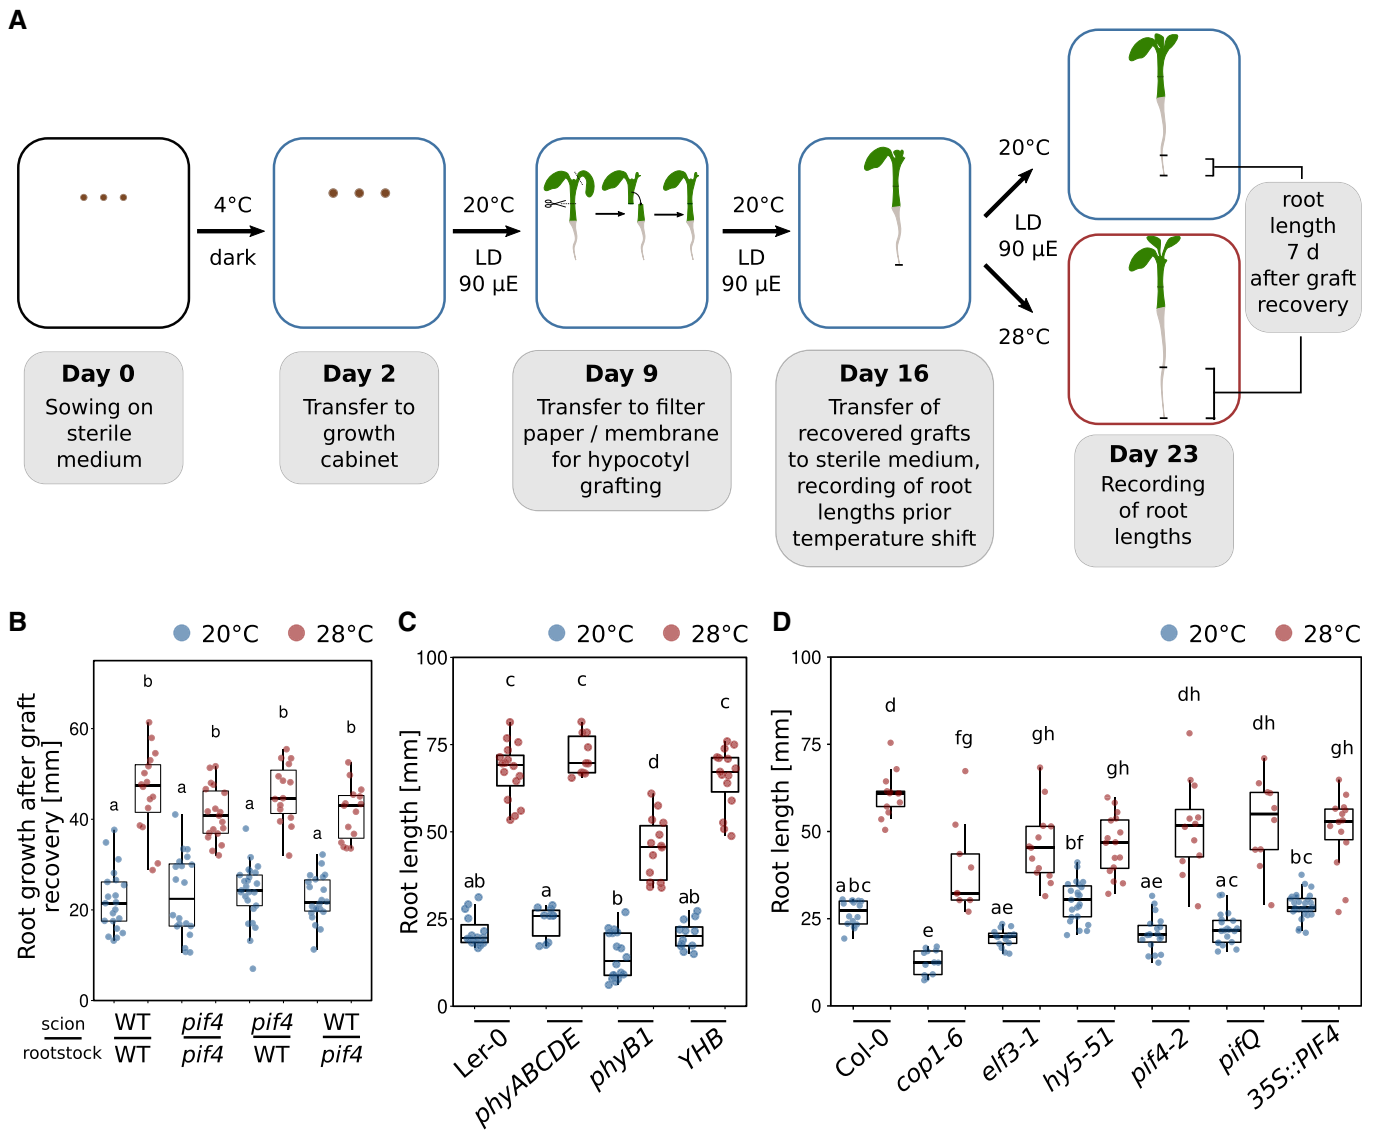 A
4°C
dark
20°C
LD
90 µE
20°C
LD
90 µE
20°C
LD
90 µE
28°C
root
length
7 d
after graft
recovery
Day 0
Sowing on
sterile
medium
Day 2
Transfer to
growth
cabinet
Day 9
Transfer to filter
paper / membrane
for hypocotyl
grafting
Day 16
Transfer of
recovered grafts
to sterile medium,
recording of root
lengths prior
temperature shift
Day 23
Recording
of root
lengths
B
20°C 28°C
Root growth after graft
recovery [mm]
60
40
20
0
a b a b a b a b
scion WT pif4 pif4 WT
rootstock WT pif4 WT pif4
C
20°C 28°C
Root length [mm]
100
75
50
25
0
ab c a c b d ab c
Ler-0 phyABCDE phyB1 YHB
D
20°C 28°C
Root length [mm]
100
75
50
25
0
abc d e fg ae gh bf gh ae dh ac dh bc gh
Col-0 cop1-6 elf3-1 hy5-51 pif4-2 pifQ 35S::PIF4